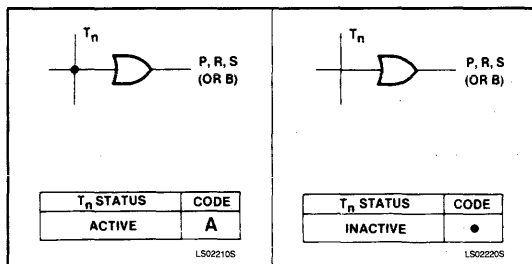 Tn
P, R, S
(OR B)
Tn STATUS CODE
ACTIVE A
LS02210S
Tn
P, R, S
(OR B)
Tn STATUS CODE
INACTIVE •
LS02220S